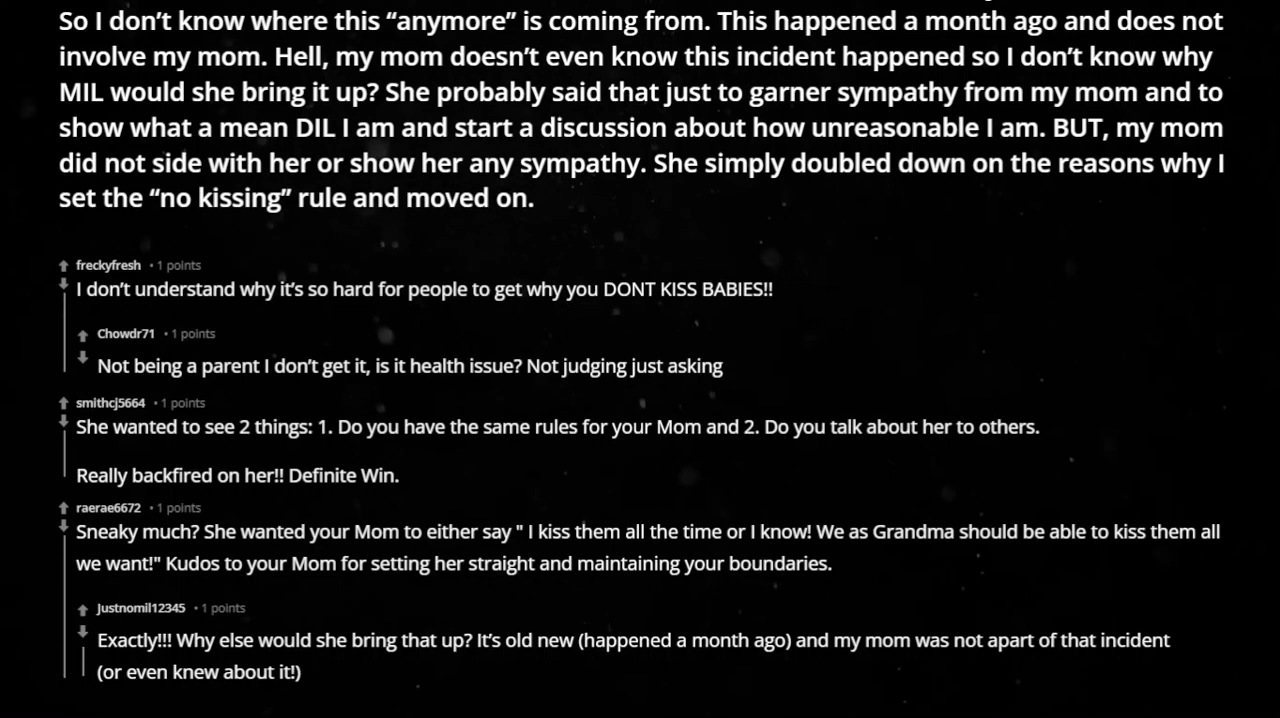 So I don’t know where this “anymore” is coming from. This happened a month ago and does not
involve my mom. Hell, my mom doesn’t even know this incident happened so I don’t know why
MIL would she bring it up? She probably said that just to garner sympathy from my mom and to
show what a mean DIL I am and start a discussion about how unreasonable I am. BUT, my mom
did not side with her or show her any sympathy. She simply doubled down on the reasons why I
set the “no kissing” rule and moved on.
freckyfresh • 1 points
I don’t understand why it’s so hard for people to get why you DONT KISS BABIES!!
Chowdr71 • 1 points
Not being a parent I don’t get it, is it health issue? Not judging just asking
smithcj5664 • 1 points
She wanted to see 2 things: 1. Do you have the same rules for your Mom and 2. Do you talk about her to others.
Really backfired on her!! Definite Win.
raerae6672 • 1 points
Sneaky much? She wanted your Mom to either say " I kiss them all the time or I know! We as Grandma should be able to kiss them all
we want!" Kudos to your Mom for setting her straight and maintaining your boundaries.
Justnomil12345 • 1 points
Exactly!!! Why else would she bring that up? It’s old new (happened a month ago) and my mom was not apart of that incident
(or even knew about it!)